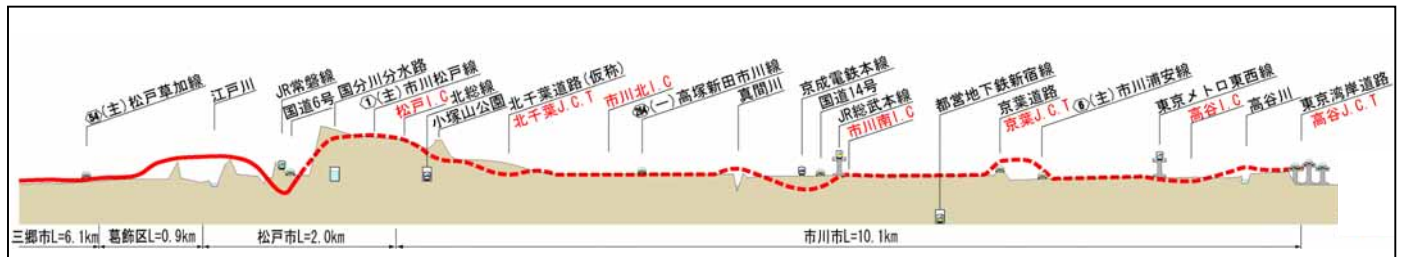 54(主)松戸草加線
江戸川
JR常磐線
国道6号
国分川分水路
①(主)市川松戸線
松戸I.C
北総線
小塚山公園
北千葉道路(仮称)
北千葉J.C.T
市川北I.C
264(一)高塚新田市川線
真間川
京成電鉄本線
国道14号
JR総武本線
市川南I.C
都営地下鉄新宿線
京葉道路
京葉J.C.T
⑥(主)市川浦安線
東京メトロ東西線
高谷I.C
高谷川
東京湾岸道路
高谷J.C.T
三郷市L=6.1km
葛飾区L=0.9km
松戸市L=2.0km
市川市L=10.1km